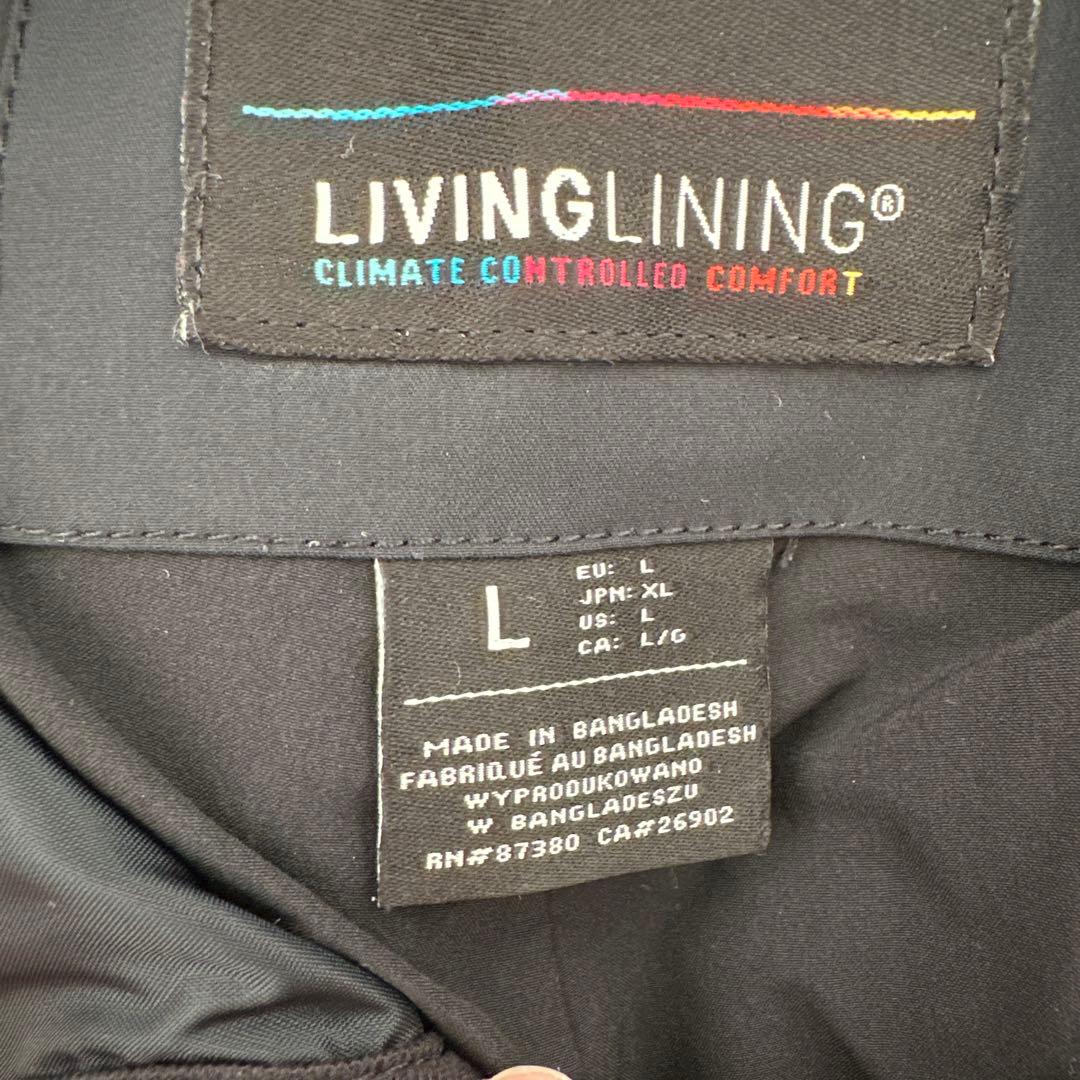 LIVINGLINING®
CLIMATE CONTROLLED COMFORT
L
EU: L
JPN: XL
US: L
CA: L/G
MADE IN BANGLADESH
FABRIQUÉ AU BANGLADESH
WYPRODUKOWANO
W BANGLADESZU
RN#87380 CA#26902